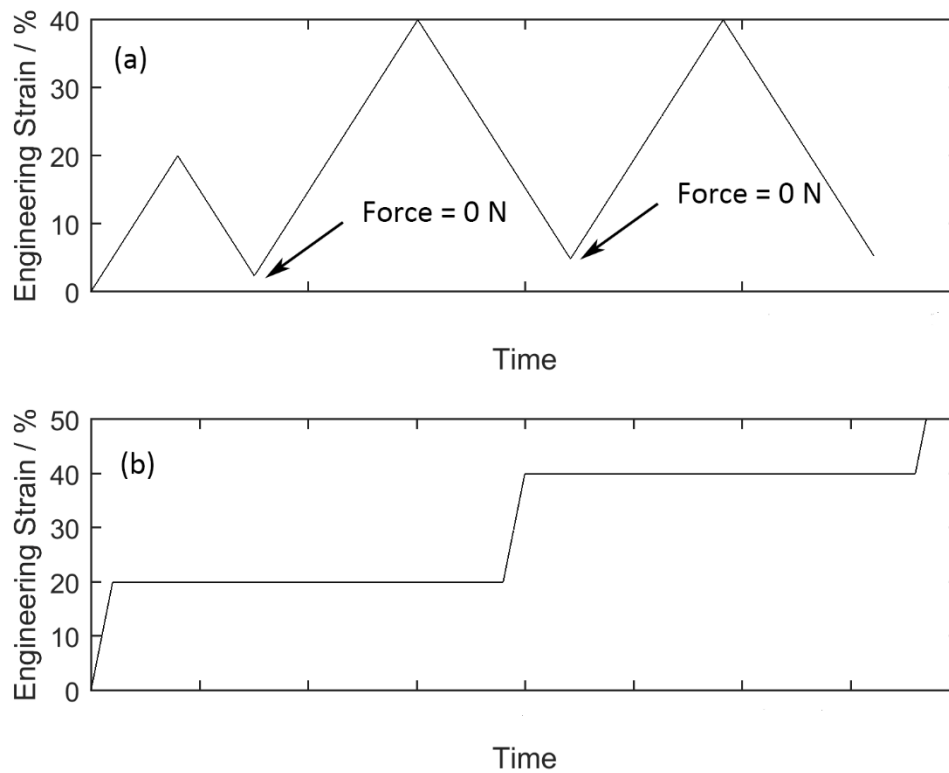 (a)
Engineering Strain / %
40
30
20
10
0
Force = 0 N
Force = 0 N
Time
(b)
Engineering Strain / %
50
40
30
20
10
0
Time